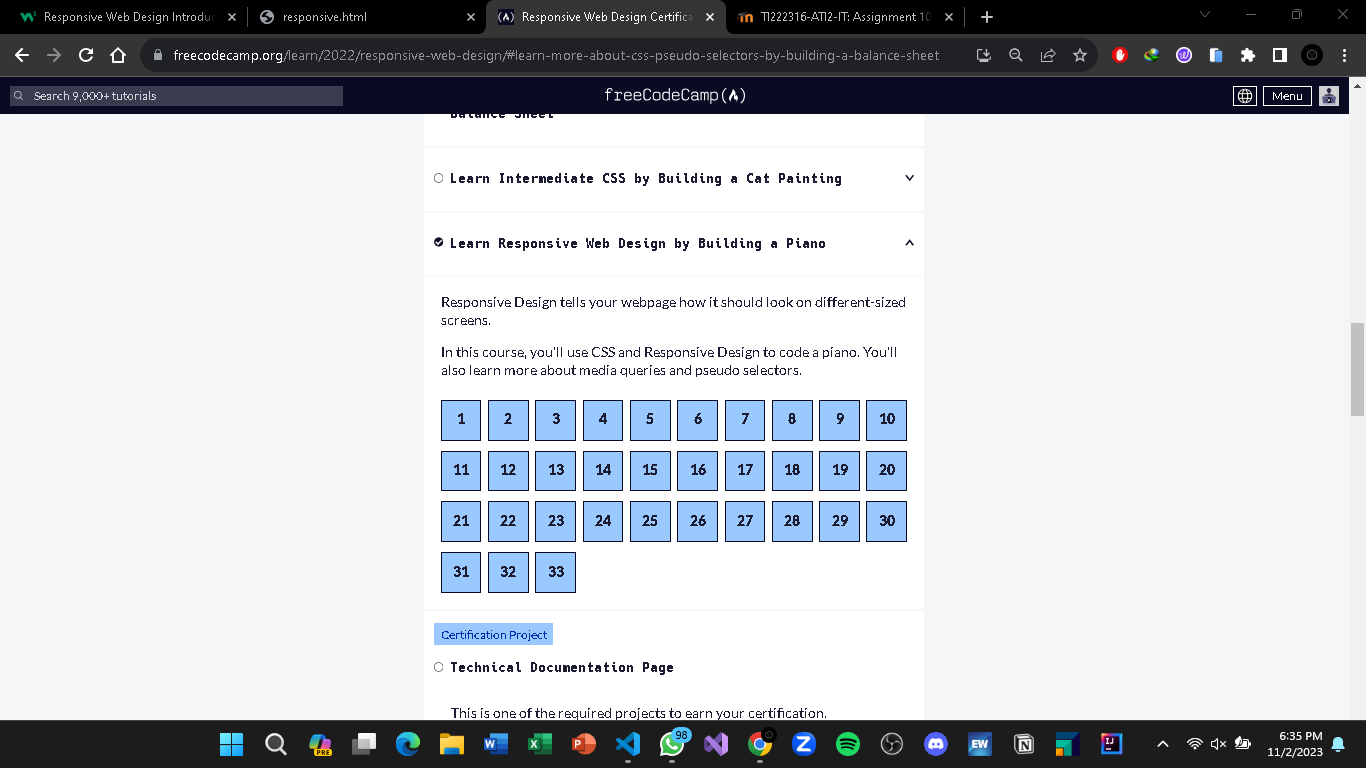 Responsive Web Design Introduc
responsive.html
Responsive Web Design Certifica
TI222316-ATI2-IT: Assignment 10
freecodecamp.org/learn/2022/responsive-web-design/#learn-more-about-css-pseudo-selectors-by-building-a-balance-sheet
Search 9,000+ tutorials
freeCodeCamp(🔥)
Menu
Balance Sheet
Learn Intermediate CSS by Building a Cat Painting
Learn Responsive Web Design by Building a Piano
Responsive Design tells your webpage how it should look on different-sized
screens.
In this course, you'll use CSS and Responsive Design to code a piano. You'll
also learn more about media queries and pseudo selectors.
1 2 3 4 5 6 7 8 9 10
11 12 13 14 15 16 17 18 19 20
21 22 23 24 25 26 27 28 29 30
31 32 33
Certification Project
Technical Documentation Page
This is one of the required projects to earn your certification.
98
PRE
EW
6:35 PM
11/2/2023